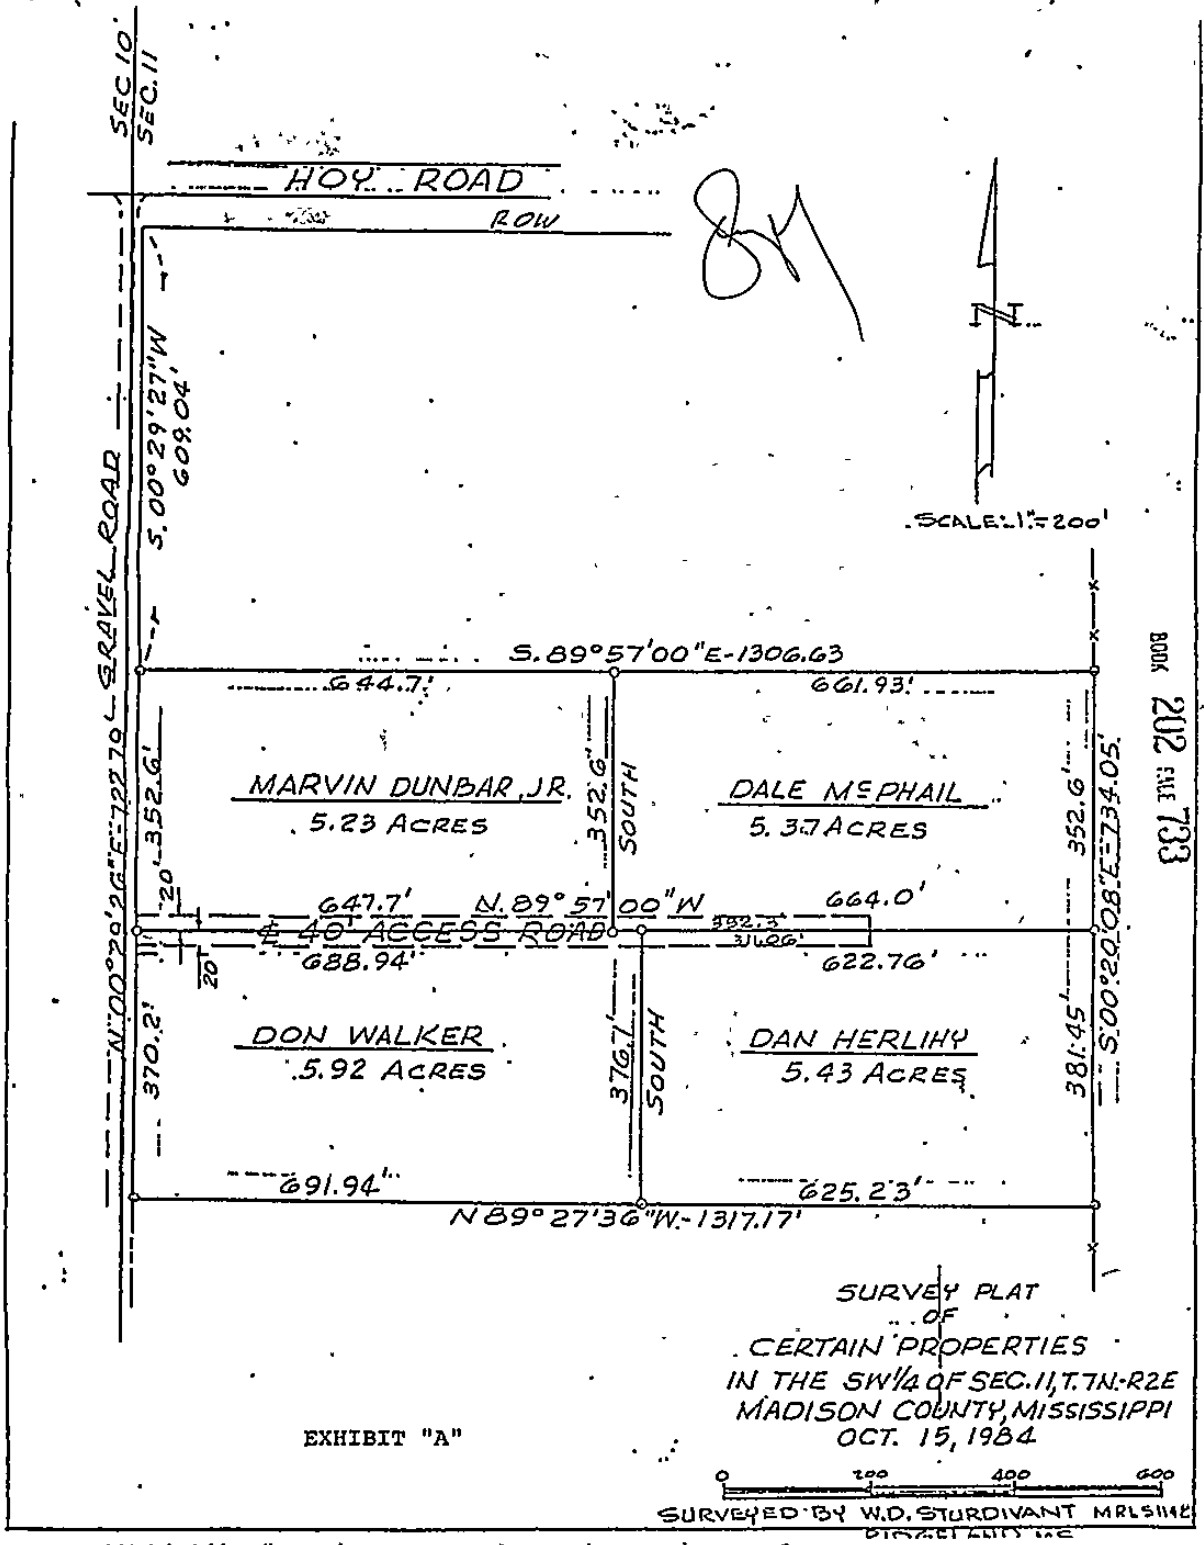 SEC 10
SEC. 11
HOY ROAD
ROW
S. 00° 29' 27" W
609.04'
GRAVEL ROAD
N
SCALE: 1" = 200'
BOOK 202 PAGE 733
S. 89° 57' 00" E - 1306.63
644.7'
661.93'
352.6'
352.6'
SOUTH
352.6'
MARVIN DUNBAR, JR.
5.23 ACRES
DALE McPHAIL
5.37 ACRES
S. 00° 20' 08" E = 734.05'
20'
647.7'
N. 89° 57' 00" W
664.0'
℄ 40' ACCESS ROAD
332.3'
20'
688.94'
622.76'
370.2'
376.7'
SOUTH
381.45'
DON WALKER
5.92 ACRES
DAN HERLIHY
5.43 ACRES
691.94'
625.23'
N 89° 27' 36" W. - 1317.17'
SURVEY PLAT
OF
CERTAIN PROPERTIES
IN THE SW 1/4 OF SEC. 11, T. 7N. - R2E
MADISON COUNTY, MISSISSIPPI
OCT. 15, 1984
EXHIBIT "A"
0 200 400 600
SURVEYED BY W.D. STURDIVANT